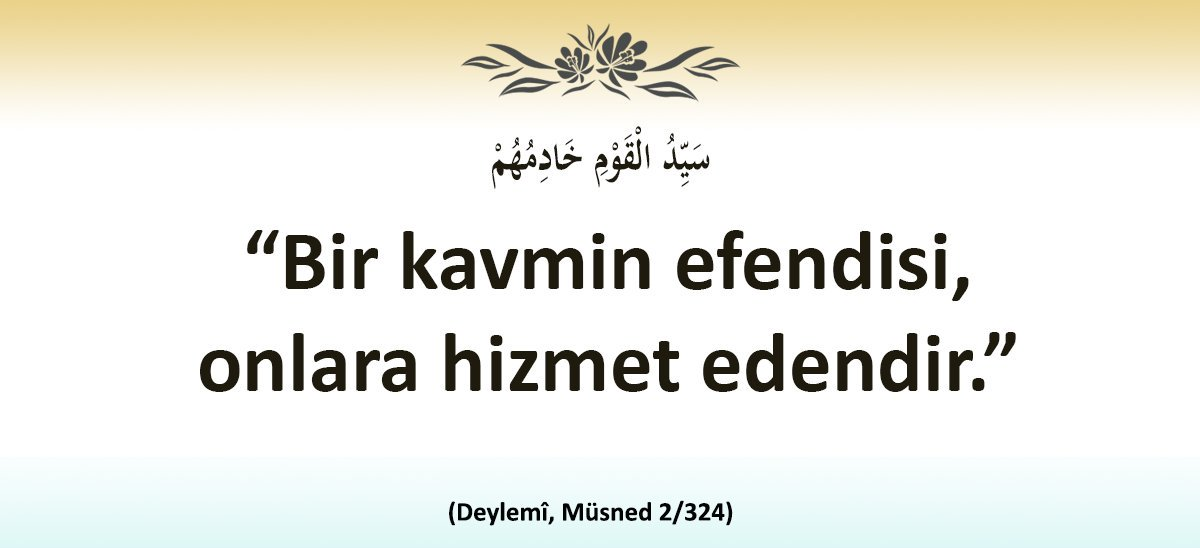 سَيِّدُ الْقَوْمِ خَادِمُهُمْ
“Bir kavmin efendisi,
onlara hizmet edendir.”
(Deylemî, Müsned 2/324)